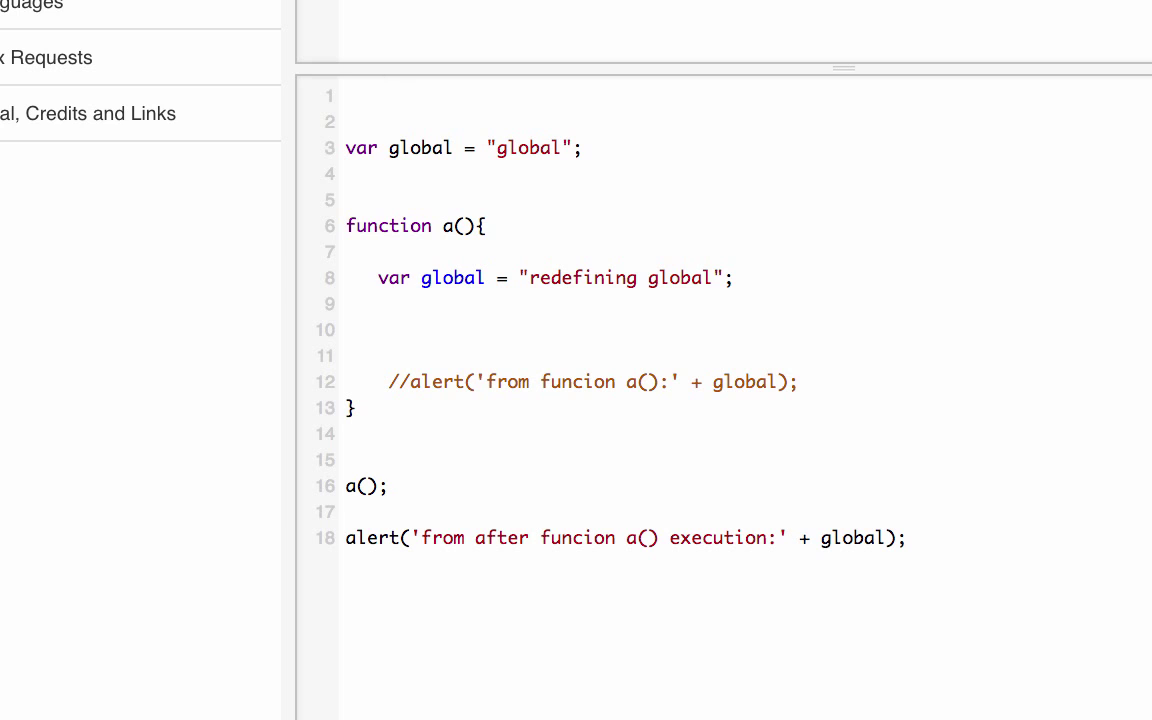 guages
x Requests
al, Credits and Links
1
2
3 var global = "global";
4
5
6 function a(){
7
8 var global = "redefining global";
9
10
11
12 //alert('from funcion a():' + global);
13 }
14
15
16 a();
17
18 alert('from after funcion a() execution:' + global);